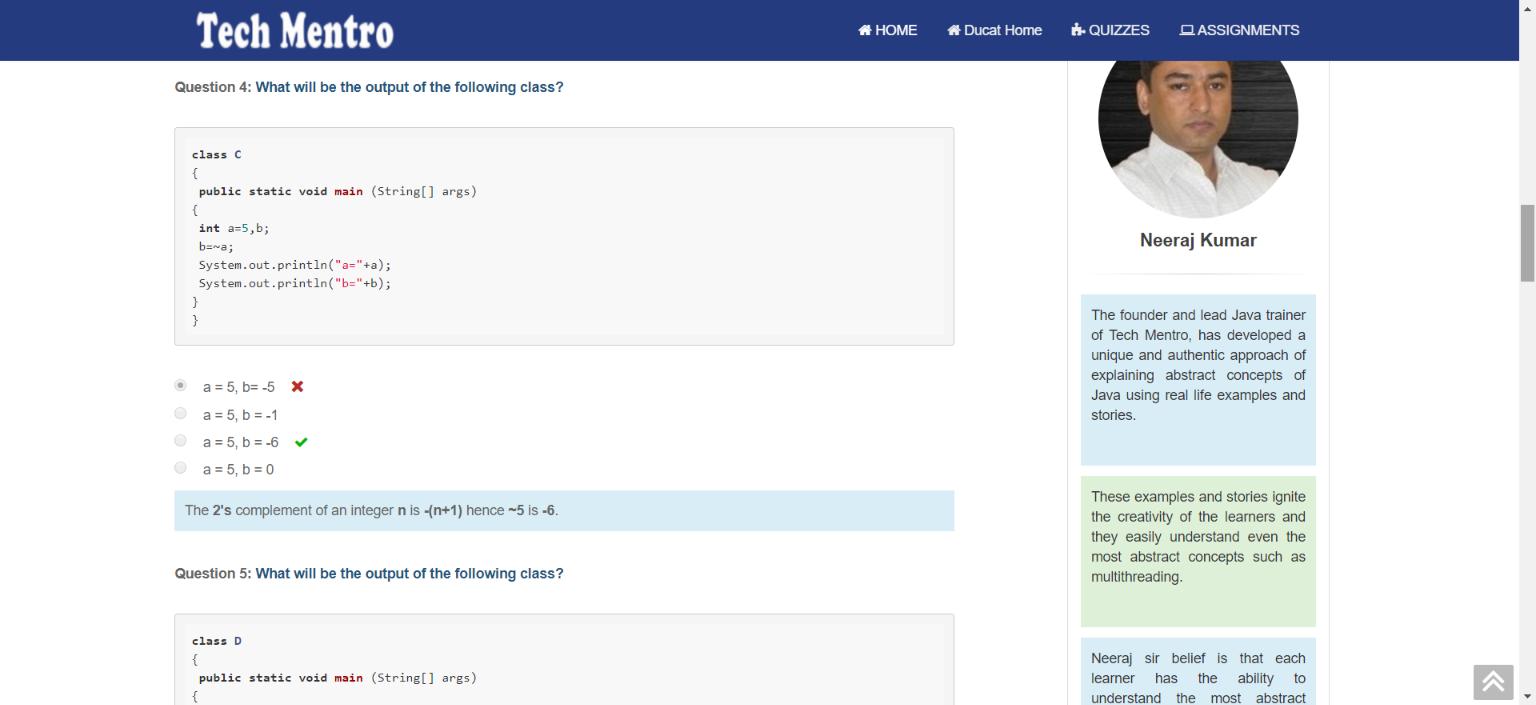 Tech Mentro
HOME
Ducat Home
QUIZZES
ASSIGNMENTS
Question 4: What will be the output of the following class?
class C
{
public static void main (String[] args)
{
int a=5,b;
b=~a;
System.out.println("a="+a);
System.out.println("b="+b);
}
}
a = 5, b= -5
a = 5, b = -1
a = 5, b = -6
a = 5, b = 0
The 2's complement of an integer n is -(n+1) hence ~5 is -6.
Question 5: What will be the output of the following class?
class D
{
public static void main (String[] args)
{
Neeraj Kumar
The founder and lead Java trainer
of Tech Mentro, has developed a
unique and authentic approach of
explaining abstract concepts of
Java using real life examples and
stories.
These examples and stories ignite
the creativity of the learners and
they easily understand even the
most abstract concepts such as
multithreading.
Neeraj sir belief is that each
learner has the ability to
understand the most abstract